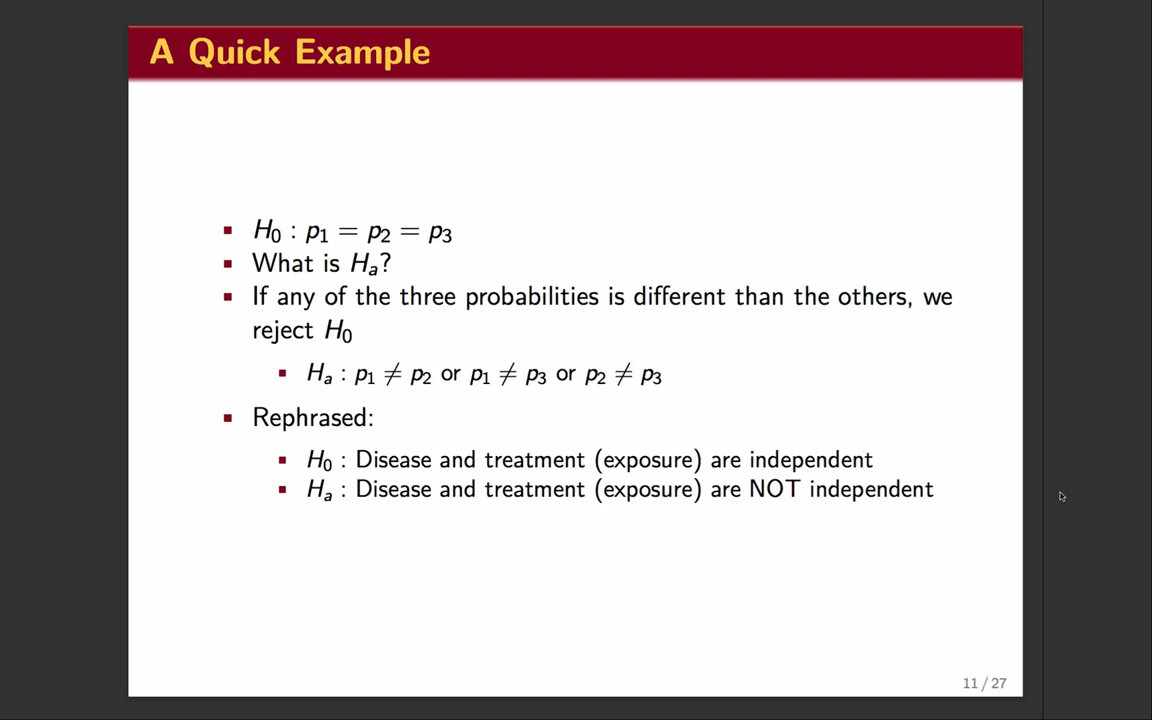 A Quick Example
H₀ : p₁ = p₂ = p₃
What is Hₐ?
If any of the three probabilities is different than the others, we
reject H₀
Hₐ : p₁ ≠ p₂ or p₁ ≠ p₃ or p₂ ≠ p₃
Rephrased:
H₀ : Disease and treatment (exposure) are independent
Hₐ : Disease and treatment (exposure) are NOT independent
11 / 27